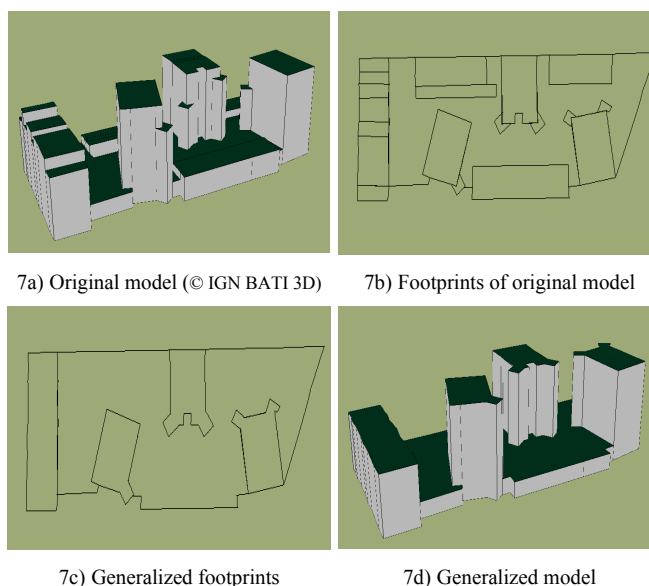 7a) Original model (© IGN BATI 3D)
7b) Footprints of original model
7c) Generalized footprints
7d) Generalized model